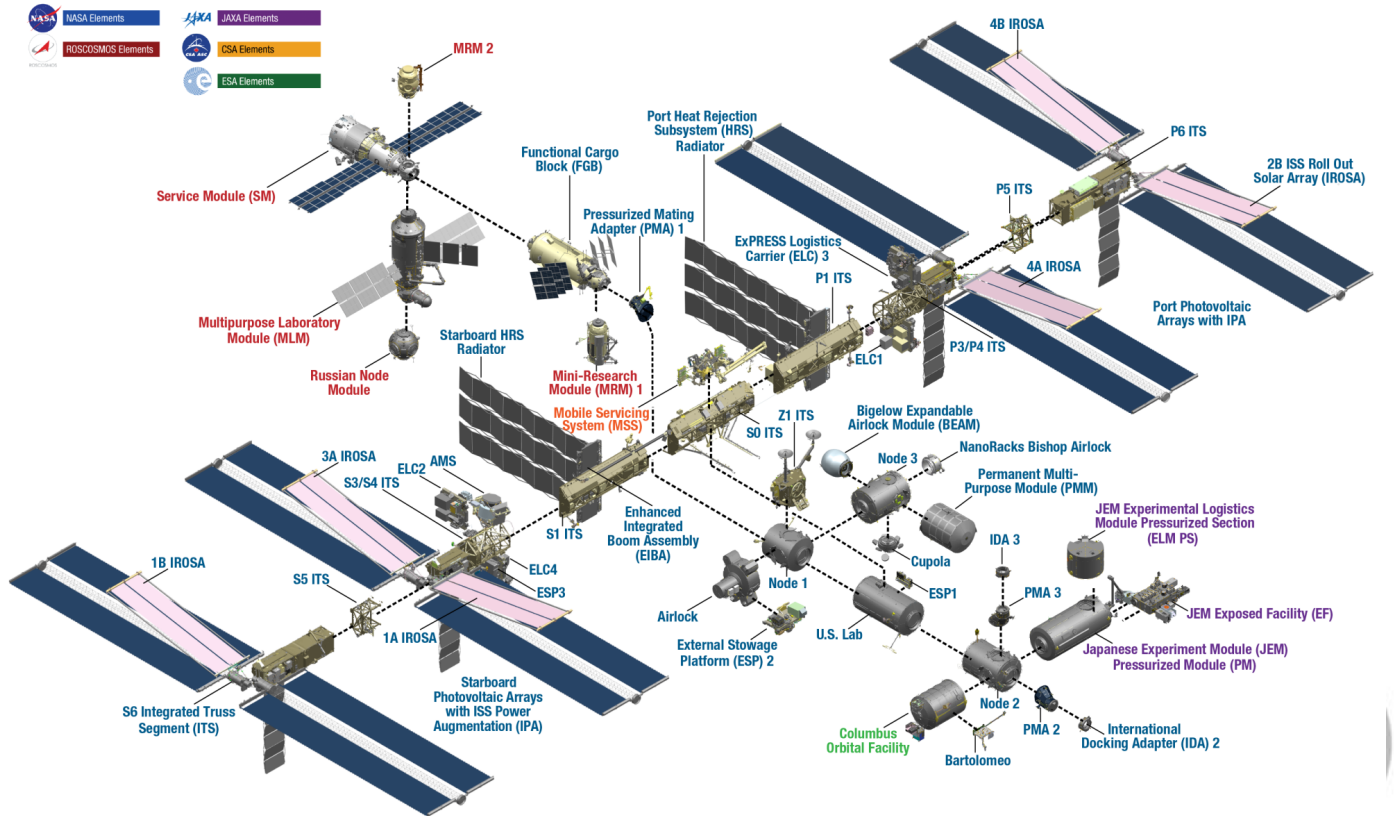 NASA
NASA Elements
JAXA
JAXA Elements
ROSCOSMOS
ROSCOSMOS Elements
CSA ASC
CSA Elements
esa
ESA Elements
MRM 2
4B IROSA
Port Heat Rejection
Subsystem (HRS)
Radiator
P6 ITS
Functional Cargo
Block (FGB)
2B ISS Roll Out
Solar Array (IROSA)
Service Module (SM)
P5 ITS
Pressurized Mating
Adapter (PMA) 1
ExPRESS Logistics
Carrier (ELC) 3
4A IROSA
P1 ITS
Port Photovoltaic
Arrays with IPA
Multipurpose Laboratory
Module (MLM)
Starboard HRS
Radiator
ELC1
P3/P4 ITS
Russian Node
Module
Mini-Research
Module (MRM) 1
Mobile Servicing
System (MSS)
S0 ITS
Z1 ITS
Bigelow Expandable
Airlock Module (BEAM)
NanoRacks Bishop Airlock
Node 3
3A IROSA
AMS
ELC2
S3/S4 ITS
Permanent Multi-
Purpose Module (PMM)
JEM Experimental Logistics
Module Pressurized Section
(ELM PS)
S1 ITS
Enhanced
Integrated
Boom Assembly
(EIBA)
IDA 3
Cupola
1B IROSA
ELC4
Node 1
S5 ITS
ESP3
ESP1
PMA 3
Airlock
JEM Exposed Facility (EF)
1A IROSA
U.S. Lab
External Stowage
Platform (ESP) 2
Japanese Experiment Module (JEM)
Pressurized Module (PM)
Starboard
Photovoltaic Arrays
with ISS Power
Augmentation (IPA)
S6 Integrated Truss
Segment (ITS)
Node 2
PMA 2
International
Docking Adapter (IDA) 2
Columbus
Orbital Facility
Bartolomeo